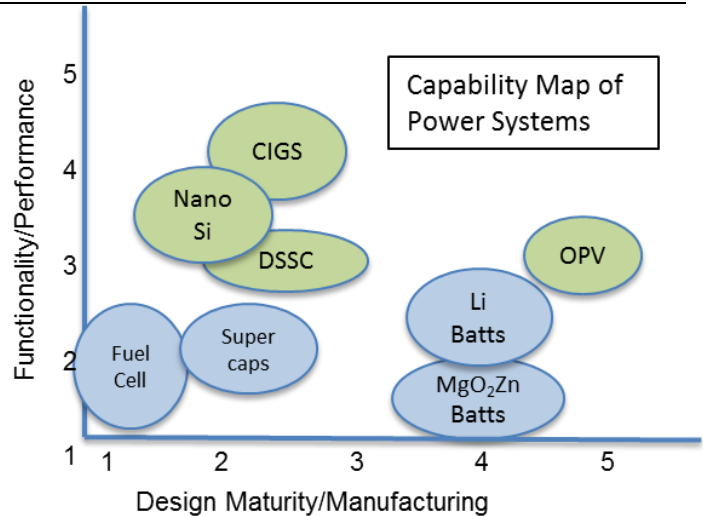 Capability Map of
Power Systems
Functionality/Performance
5
4
3
2
1
CIGS
Nano
Si
DSSC
OPV
Li
Batts
Fuel
Cell
Super
caps
MgO₂Zn
Batts
1 2 3 4 5
Design Maturity/Manufacturing